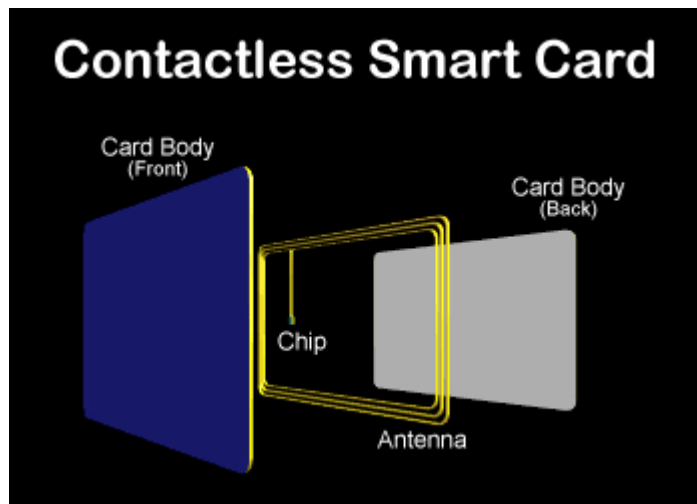 Contactless Smart Card
Card Body
(Front)
Card Body
(Back)
Chip
Antenna